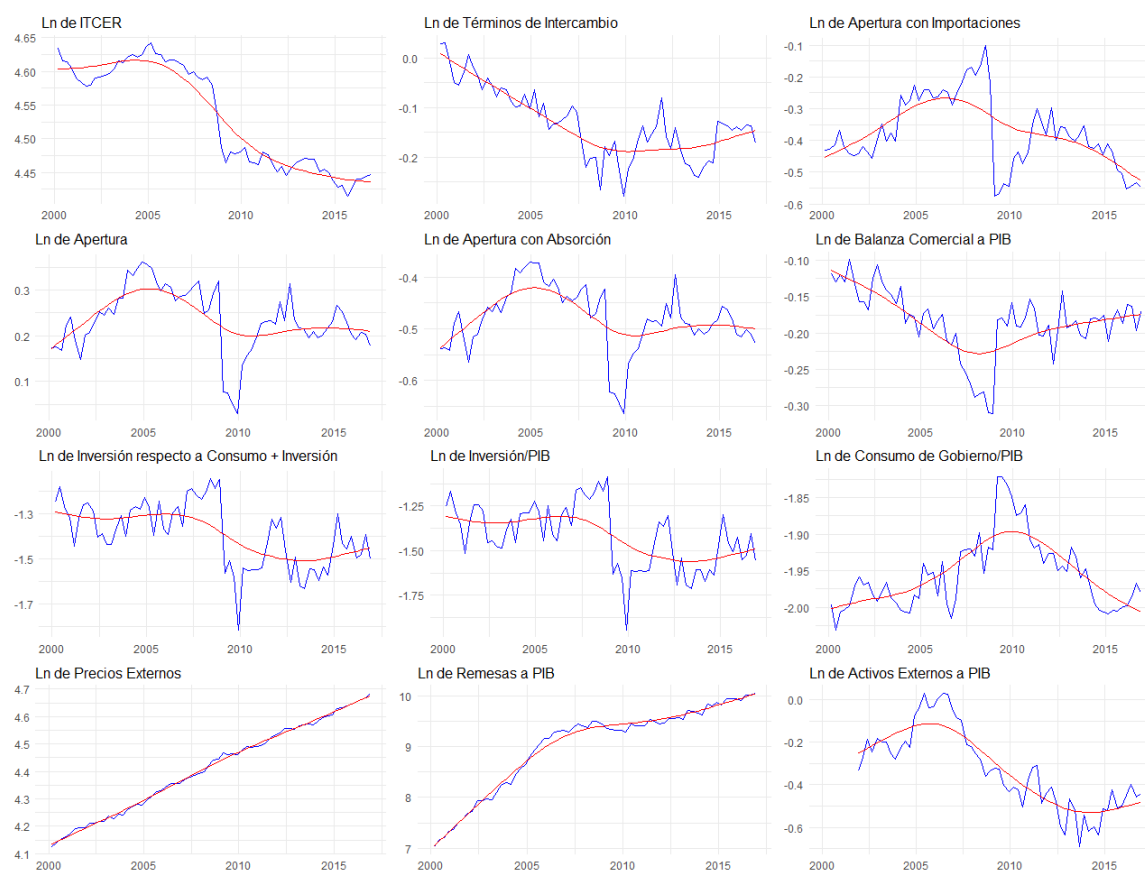 Ln de ITCER
Ln de Términos de Intercambio
Ln de Apertura con Importaciones
4.65
4.60
4.55
4.50
4.45
2000 2005 2010 2015
0.0
-0.1
-0.2
2000 2005 2010 2015
-0.1
-0.2
-0.3
-0.4
-0.5
-0.6
2000 2005 2010 2015
Ln de Apertura
Ln de Apertura con Absorción
Ln de Balanza Comercial a PIB
0.3
0.2
0.1
2000 2005 2010 2015
-0.4
-0.5
-0.6
2000 2005 2010 2015
-0.10
-0.15
-0.20
-0.25
-0.30
2000 2005 2010 2015
Ln de Inversión respecto a Consumo + Inversión
Ln de Inversión/PIB
Ln de Consumo de Gobierno/PIB
-1.3
-1.5
-1.7
2000 2005 2010 2015
-1.25
-1.50
-1.75
2000 2005 2010 2015
-1.85
-1.90
-1.95
-2.00
2000 2005 2010 2015
Ln de Precios Externos
Ln de Remesas a PIB
Ln de Activos Externos a PIB
4.7
4.6
4.5
4.4
4.3
4.2
4.1
2000 2005 2010 2015
10
9
8
7
2000 2005 2010 2015
0.0
-0.2
-0.4
-0.6
2000 2005 2010 2015